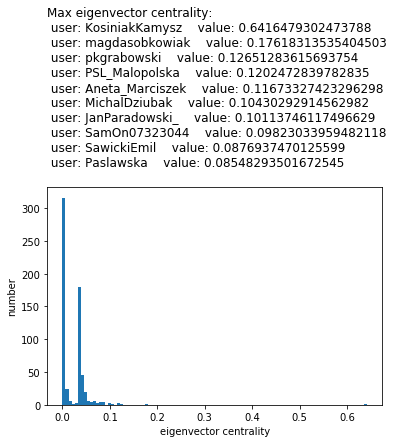 Max eigenvector centrality:
user: KosiniakKamysz value: 0.6416479302473788
user: magdasobkowiak value: 0.17618313535404503
user: pkgrabowski value: 0.12651283615693754
user: PSL_Malopolska value: 0.1202472839782835
user: Aneta_Marciszek value: 0.11673327423296298
user: MichalDziubak value: 0.10430292914562982
user: JanParadowski_ value: 0.10113746117496629
user: SamOn07323044 value: 0.09823033959482118
user: SawickiEmil value: 0.0876937470125599
user: Paslawska value: 0.08548293501672545
300
250
200
150
100
50
0
number
0.0 0.1 0.2 0.3 0.4 0.5 0.6
eigenvector centrality